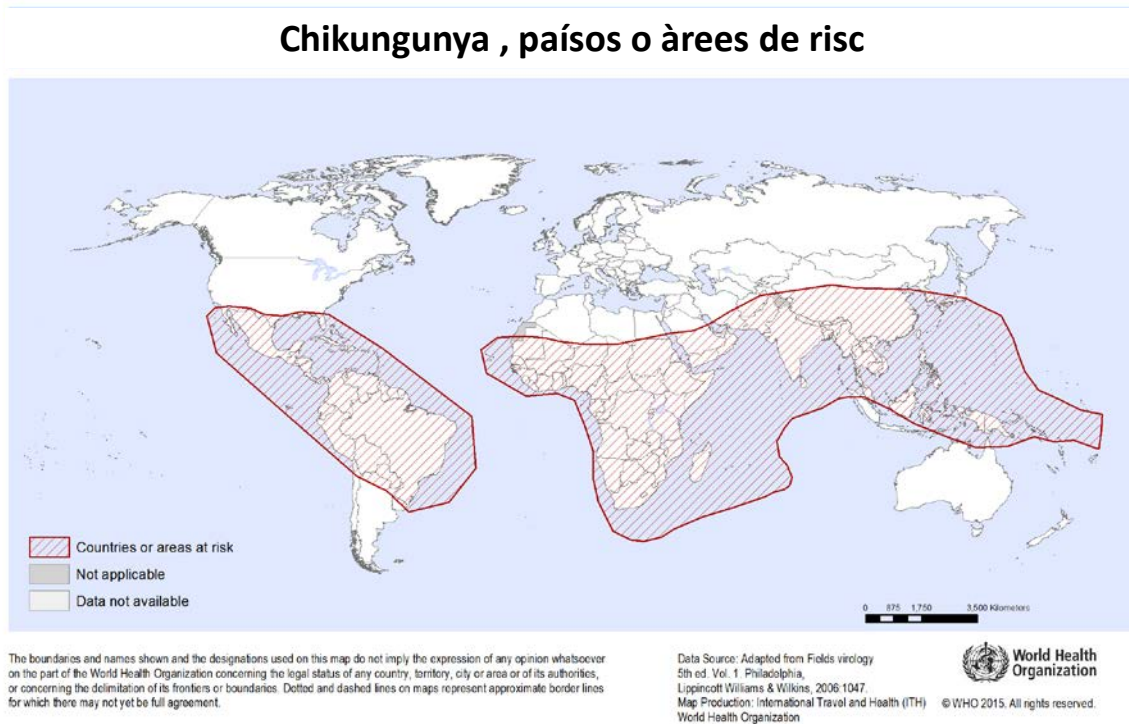 Chikungunya , països o àrees de risc
Countries or areas at risk
Not applicable
Data not available
0 875 1,750 3,500 Kilometers
The boundaries and names shown and the designations used on this map do not imply the expression of any opinion whatsoever
on the part of the World Health Organization concerning the legal status of any country, territory, city or area or of its authorities,
or concerning the delimitation of its frontiers or boundaries. Dotted and dashed lines on maps represent approximate border lines
for which there may not yet be full agreement.
Data Source: Adapted from Fields virology
5th ed. Vol. 1. Philadelphia,
Lippincott Williams & Wilkins, 2006:1047.
Map Production: International Travel and Health (ITH)
World Health Organization
World Health
Organization
© WHO 2015. All rights reserved.